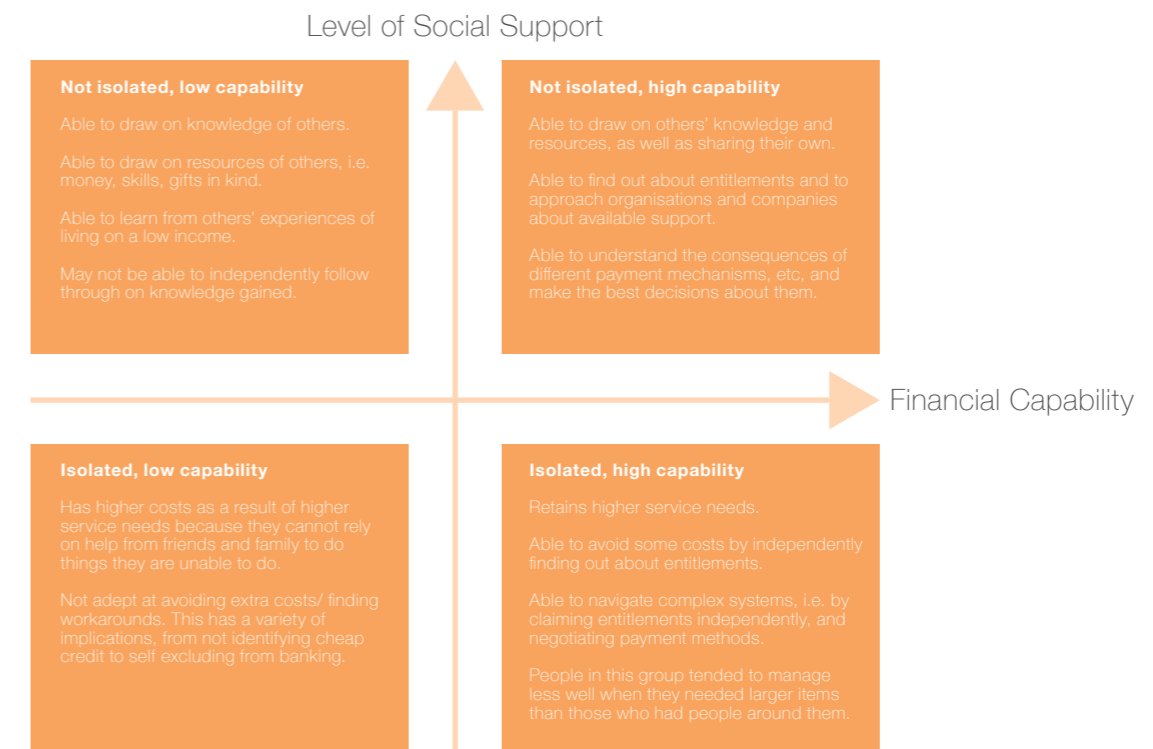 Level of Social Support
Not isolated, low capability
Able to draw on knowledge of others.
Able to draw on resources of others, i.e.
money, skills, gifts in kind.
Able to learn from others' experiences of
living on a low income.
May not be able to independently follow
through on knowledge gained.
Not isolated, high capability
Able to draw on others' knowledge and
resources, as well as sharing their own.
Able to find out about entitlements and to
approach organisations and companies
about available support.
Able to understand the consequences of
different payment mechanisms, etc, and
make the best decisions about them.
Financial Capability
Isolated, low capability
Has higher costs as a result of higher
service needs because they cannot rely
on help from friends and family to do
things they are unable to do.
Not adept at avoiding extra costs/ finding
workarounds. This has a variety of
implications, from not identifying cheap
credit to self excluding from banking.
Isolated, high capability
Retains higher service needs.
Able to avoid some costs by independently
finding out about entitlements.
Able to navigate complex systems, i.e. by
claiming entitlements independently, and
negotiating payment methods.
People in this group tended to manage
less well when they needed larger items
than those who had people around them.